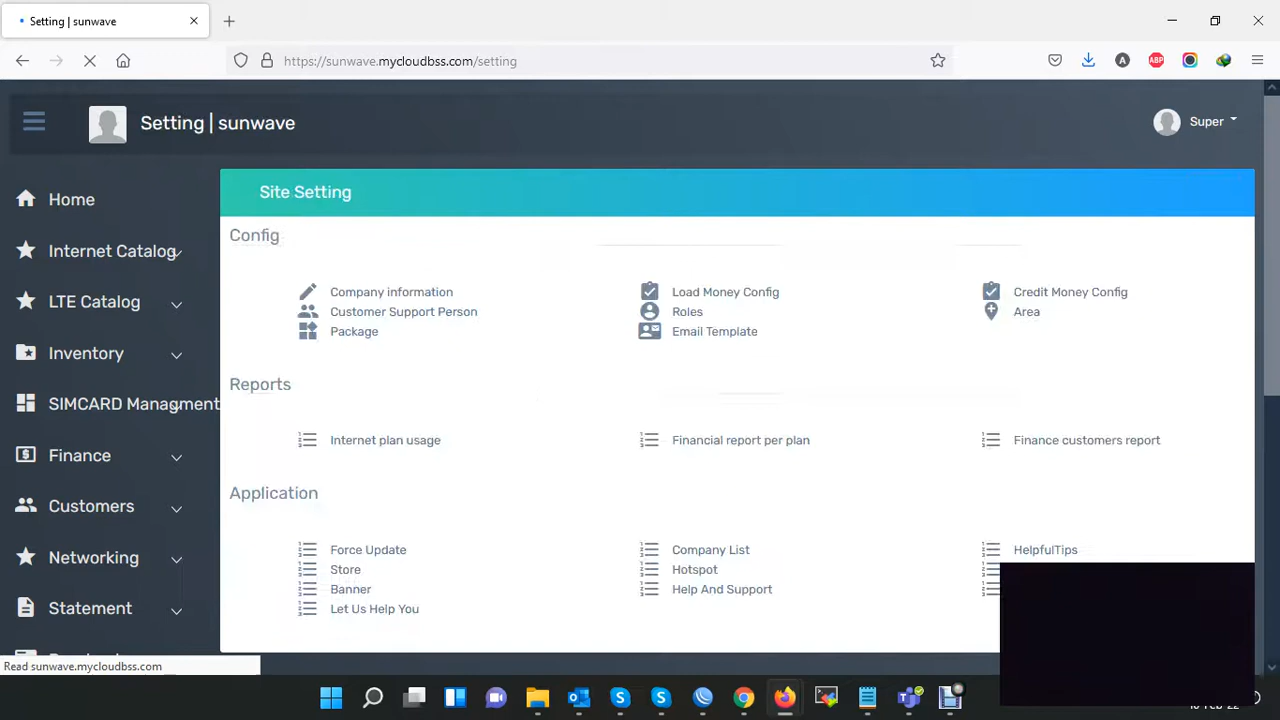 Setting | sunwave
https://sunwave.mycloudbss.com/setting
Setting | sunwave
Super
Home
Internet Catalog
LTE Catalog
Inventory
SIMCARD Managment
Finance
Customers
Networking
Statement
Site Setting
Config
Company information
Load Money Config
Credit Money Config
Customer Support Person
Roles
Area
Package
Email Template
Reports
Internet plan usage
Financial report per plan
Finance customers report
Application
Force Update
Company List
HelpfulTips
Store
Hotspot
Banner
Help And Support
Let Us Help You
Read sunwave.mycloudbss.com